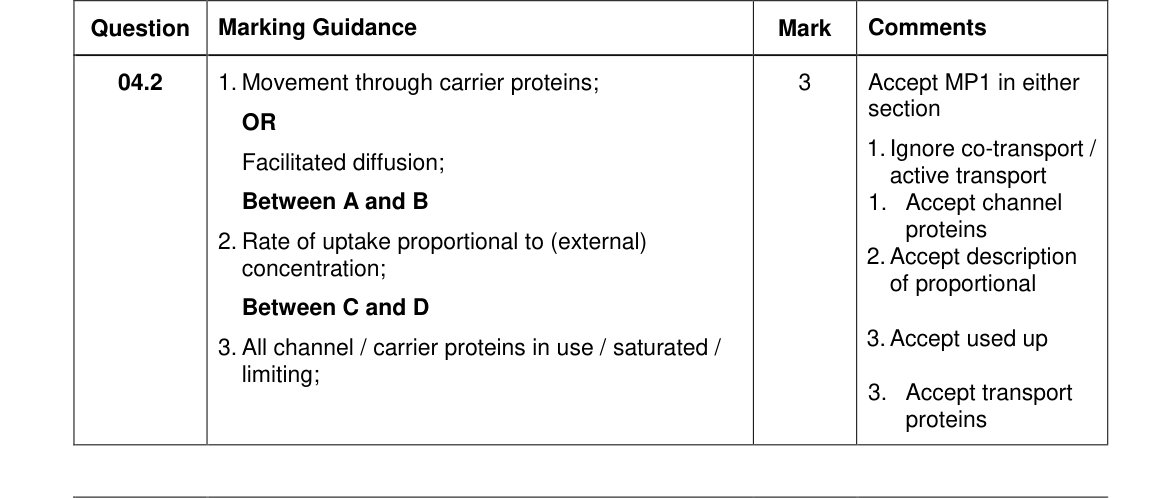 Question Marking Guidance Mark Comments
04.2
1. Movement through carrier proteins;
OR
Facilitated diffusion;
Between A and B
2. Rate of uptake proportional to (external)
concentration;
Between C and D
3. All channel / carrier proteins in use / saturated /
limiting;
3
Accept MP1 in either
section
1. Ignore co-transport /
active transport
1. Accept channel
proteins
2. Accept description
of proportional
3. Accept used up
3. Accept transport
proteins